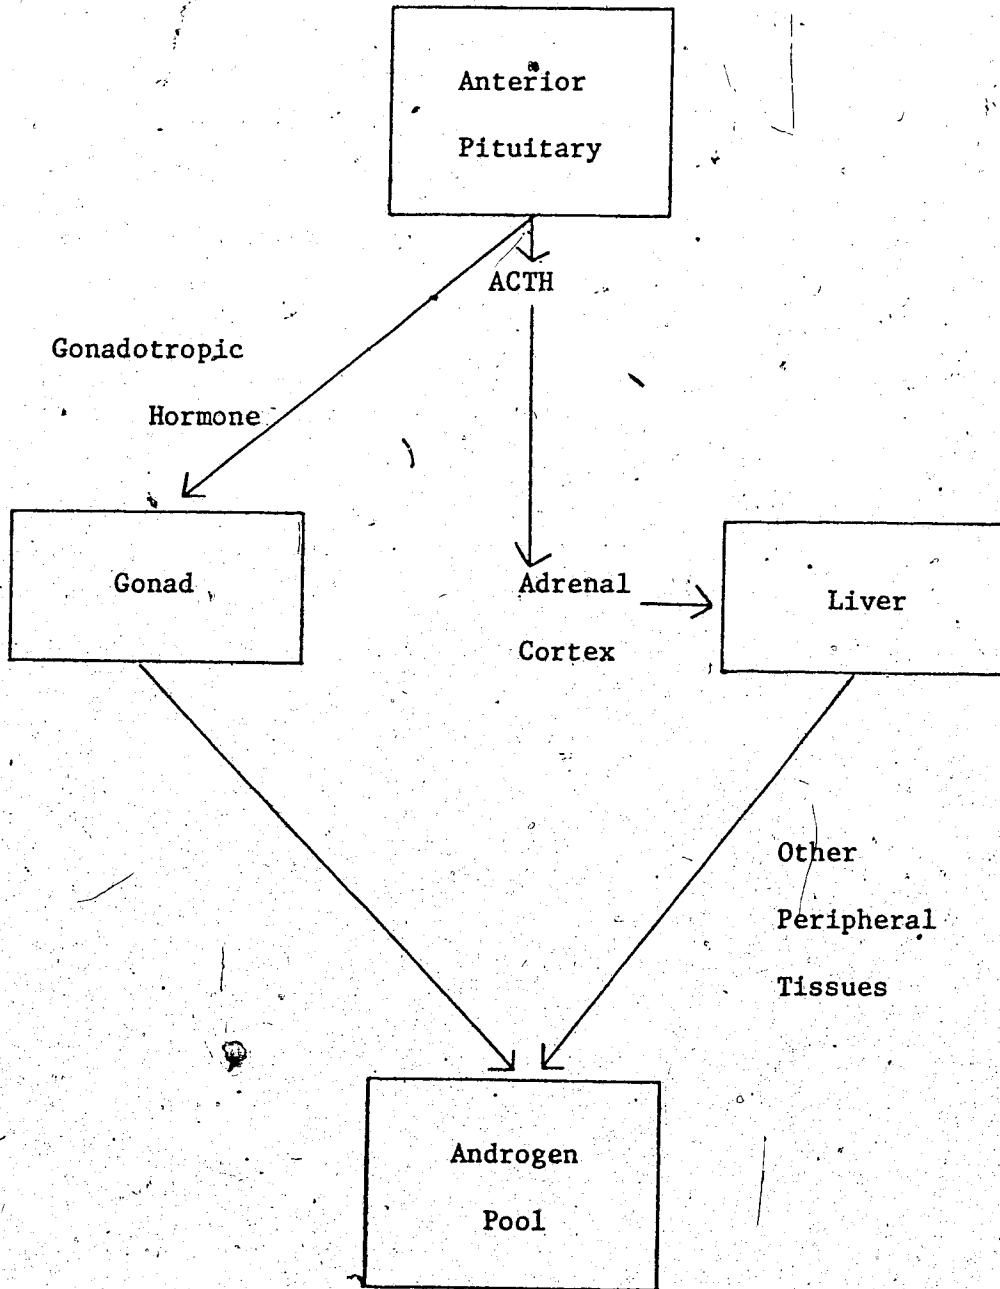 Anterior
Pituitary
ACTH
Gonadotropic
Hormone
Gonad
Adrenal
Cortex
Liver
Other
Peripheral
Tissues
Androgen
Pool